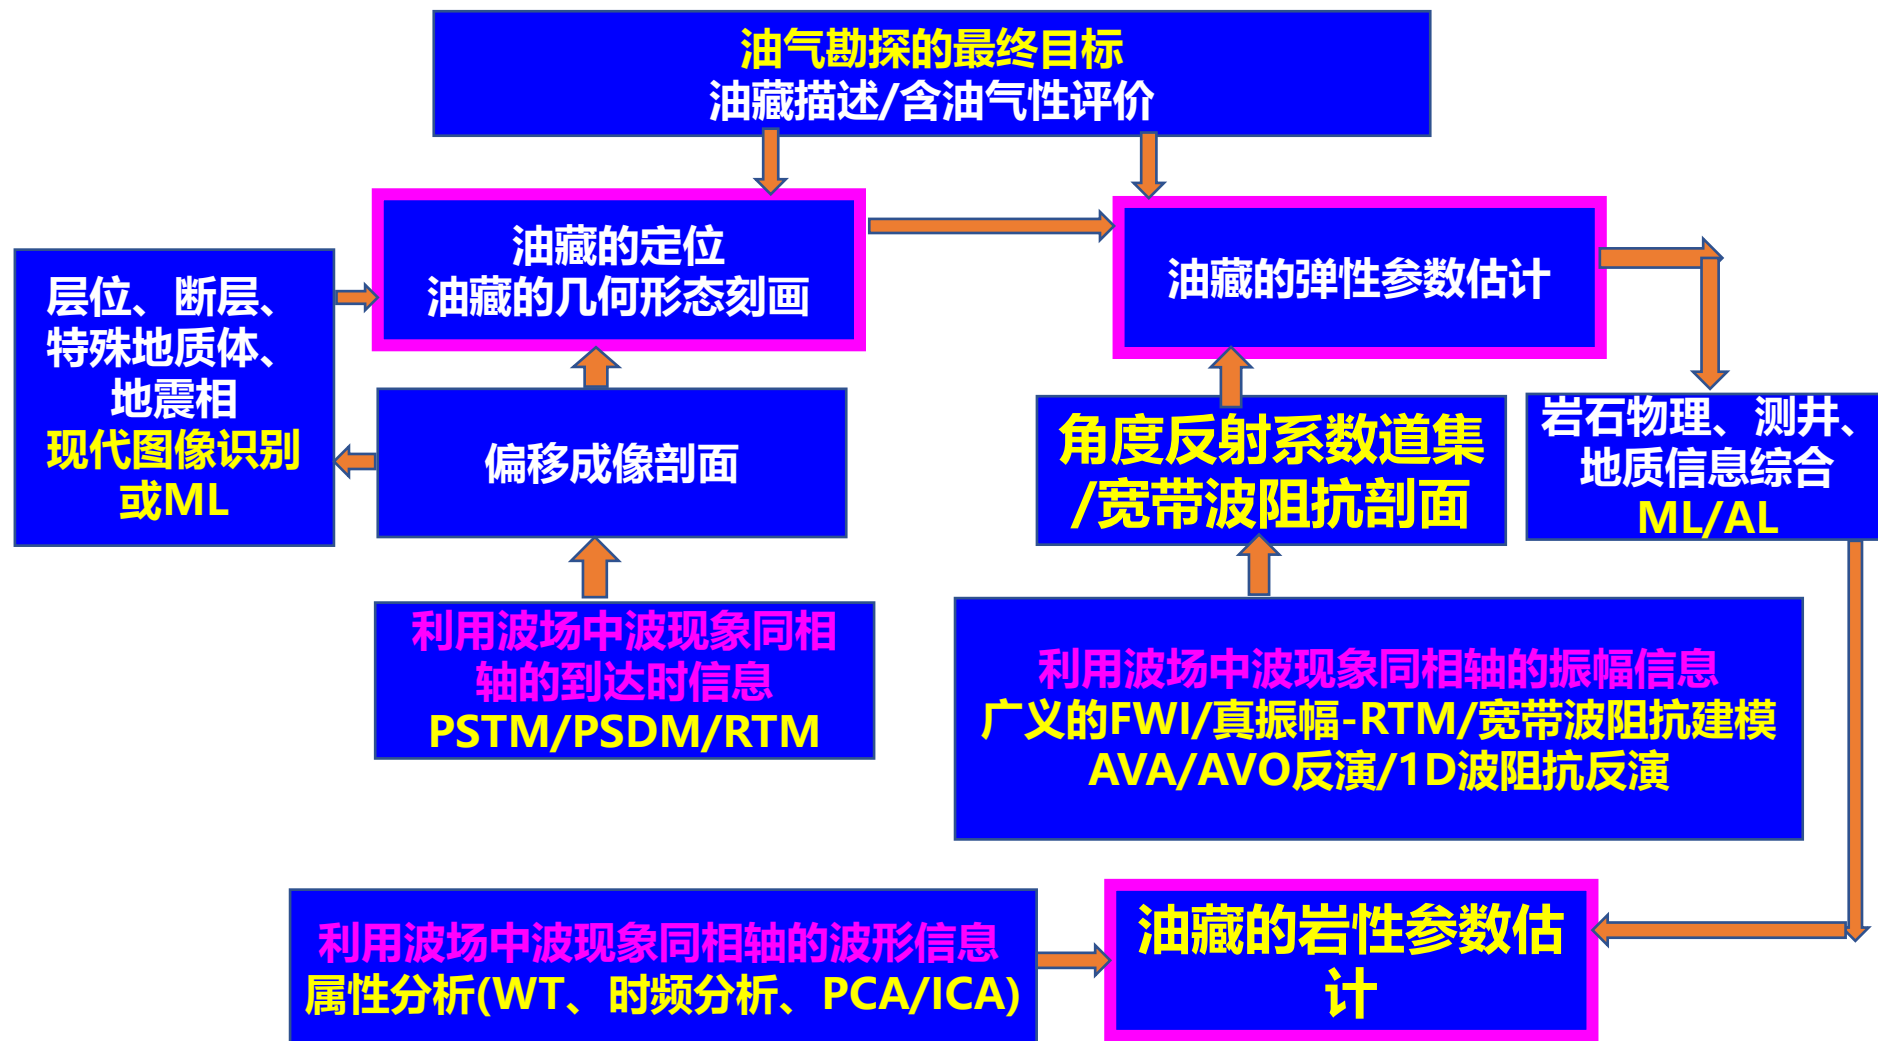 油气勘探的最终目标
油藏描述/含油气性评价
油藏的定位
油藏的几何形态刻画
油藏的弹性参数估计
层位、断层、
特殊地质体、
地震相
现代图像识别
或ML
偏移成像剖面
角度反射系数道集
/宽带波阻抗剖面
岩石物理、测井、
地质信息综合
ML/AL
利用波场中波现象同相
轴的到达时信息
PSTM/PSDM/RTM
利用波场中波现象同相轴的振幅信息
广义的FWI/真振幅-RTM/宽带波阻抗建模
AVA/AVO反演/1D波阻抗反演
利用波场中波现象同相轴的波形信息
属性分析(WT、时频分析、PCA/ICA)
油藏的岩性参数估
计